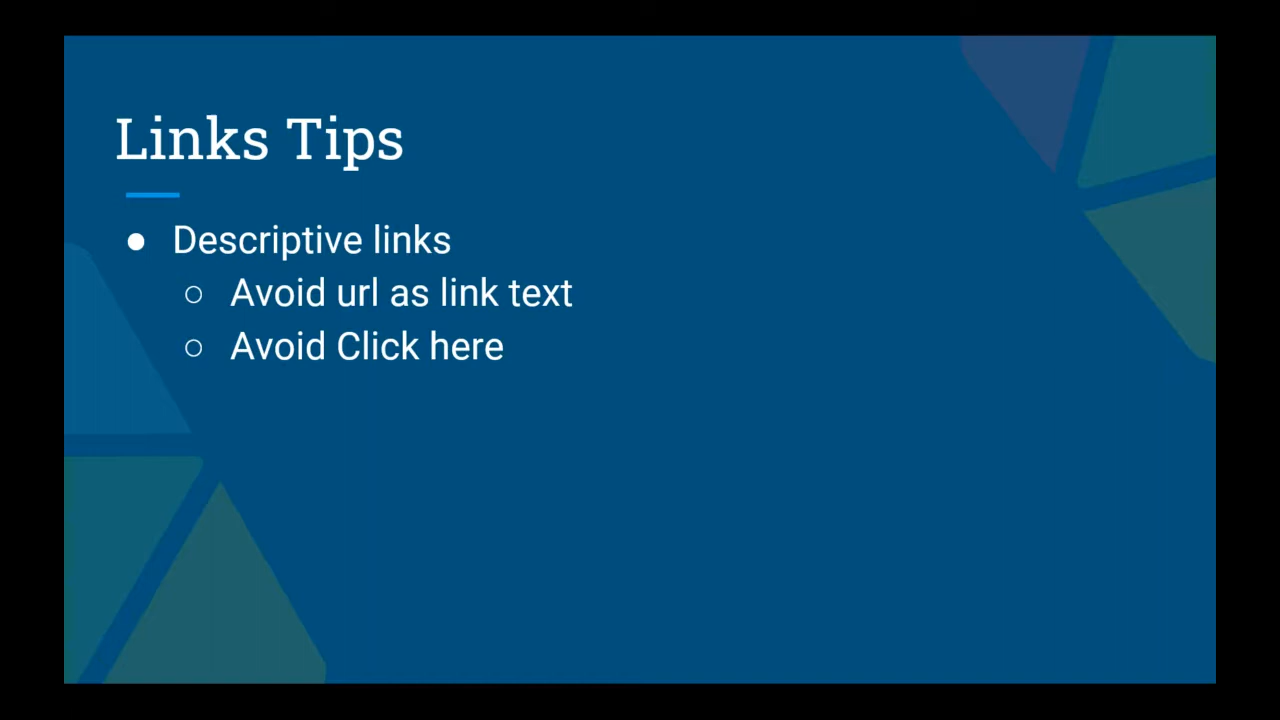 Links Tips
● Descriptive links
○ Avoid url as link text
○ Avoid Click here